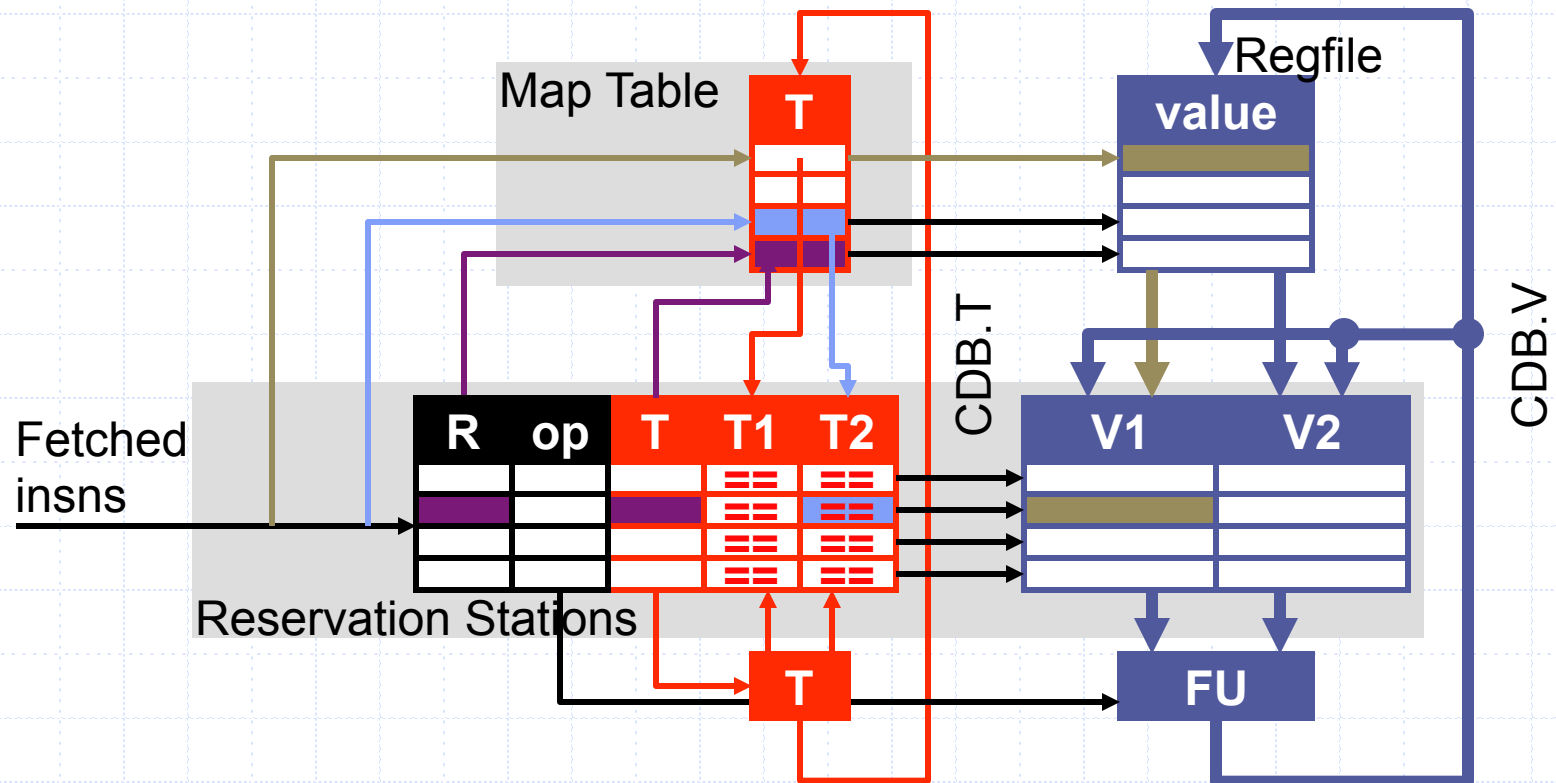 Regfile
Map Table
T
value
CDB.T
CDB.V
Fetched
insns
R op T T1 T2
V1 V2
== ==
== ==
== ==
== ==
Reservation Stations
T
FU